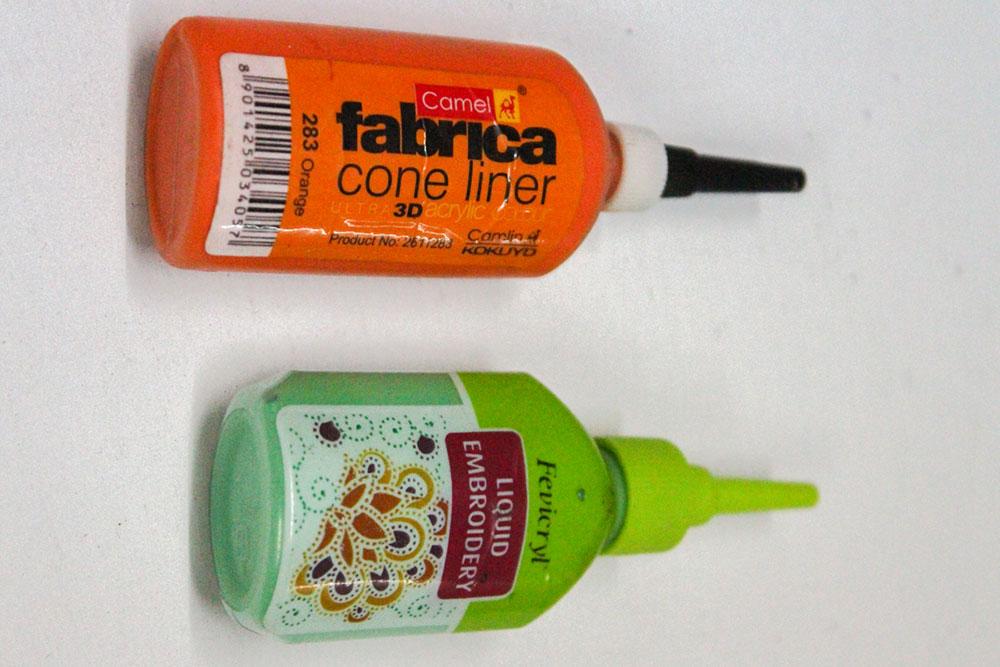 Camel ®
fabrica
cone liner
ULTRA 3D acrylic colour
Product No: 2611283
Camlin
KOKUYO
283 Orange
8901425034057
Fevicryl
LIQUID
EMBROIDERY